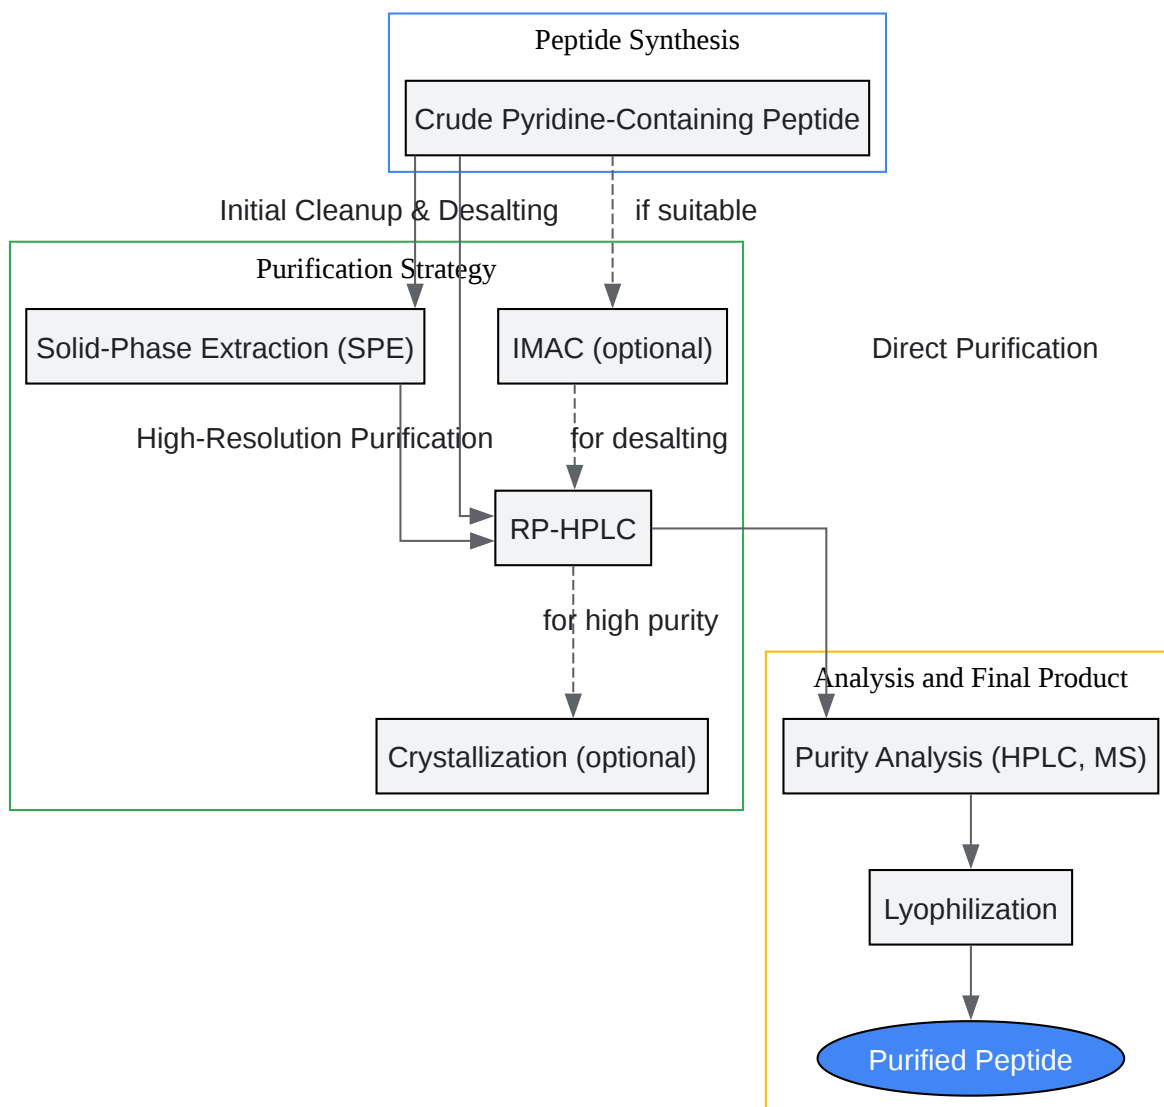 Peptide Synthesis
Crude Pyridine-Containing Peptide
Initial Cleanup & Desalting
if suitable
Purification Strategy
Solid-Phase Extraction (SPE)
IMAC (optional)
Direct Purification
High-Resolution Purification
for desalting
RP-HPLC
for high purity
Analysis and Final Product
Crystallization (optional)
Purity Analysis (HPLC, MS)
Lyophilization
Purified Peptide